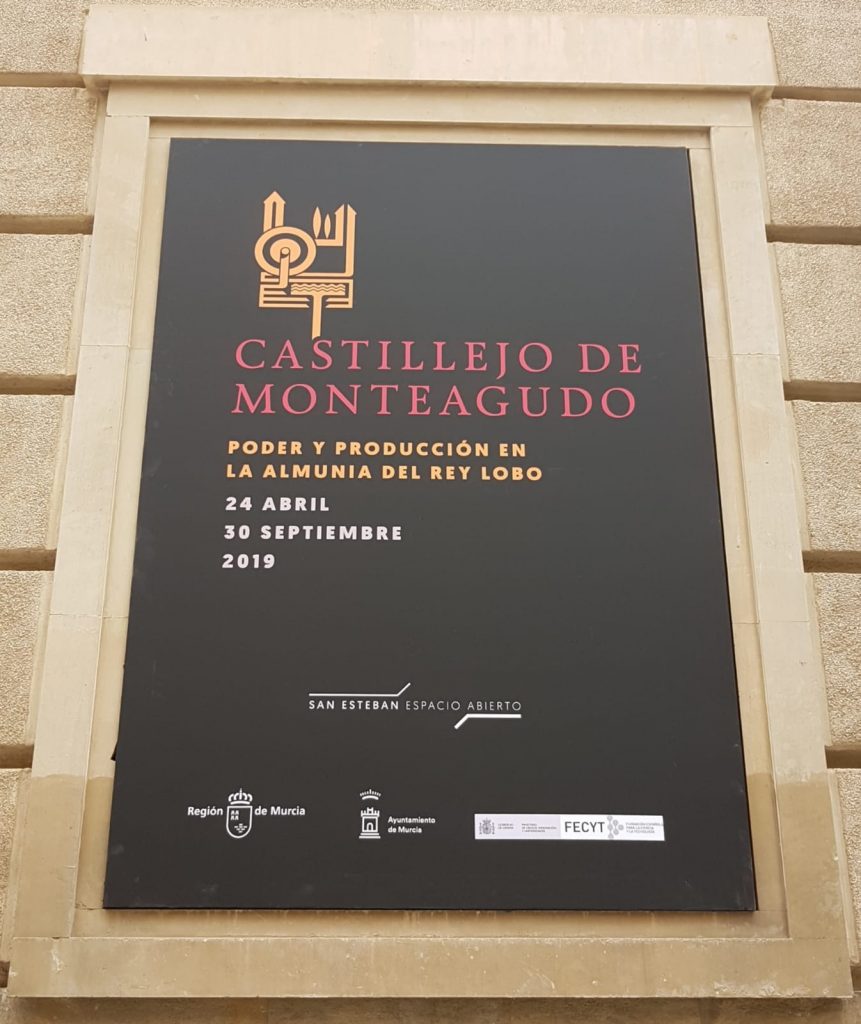 CASTILLEJO DE
MONTEAGUDO
PODER Y PRODUCCIÓN EN
LA ALMUNIA DEL REY LOBO
24 ABRIL
30 SEPTIEMBRE
2019
SAN ESTEBAN ESPACIO ABIERTO
Región de Murcia
Ayuntamiento
de Murcia
FECYT